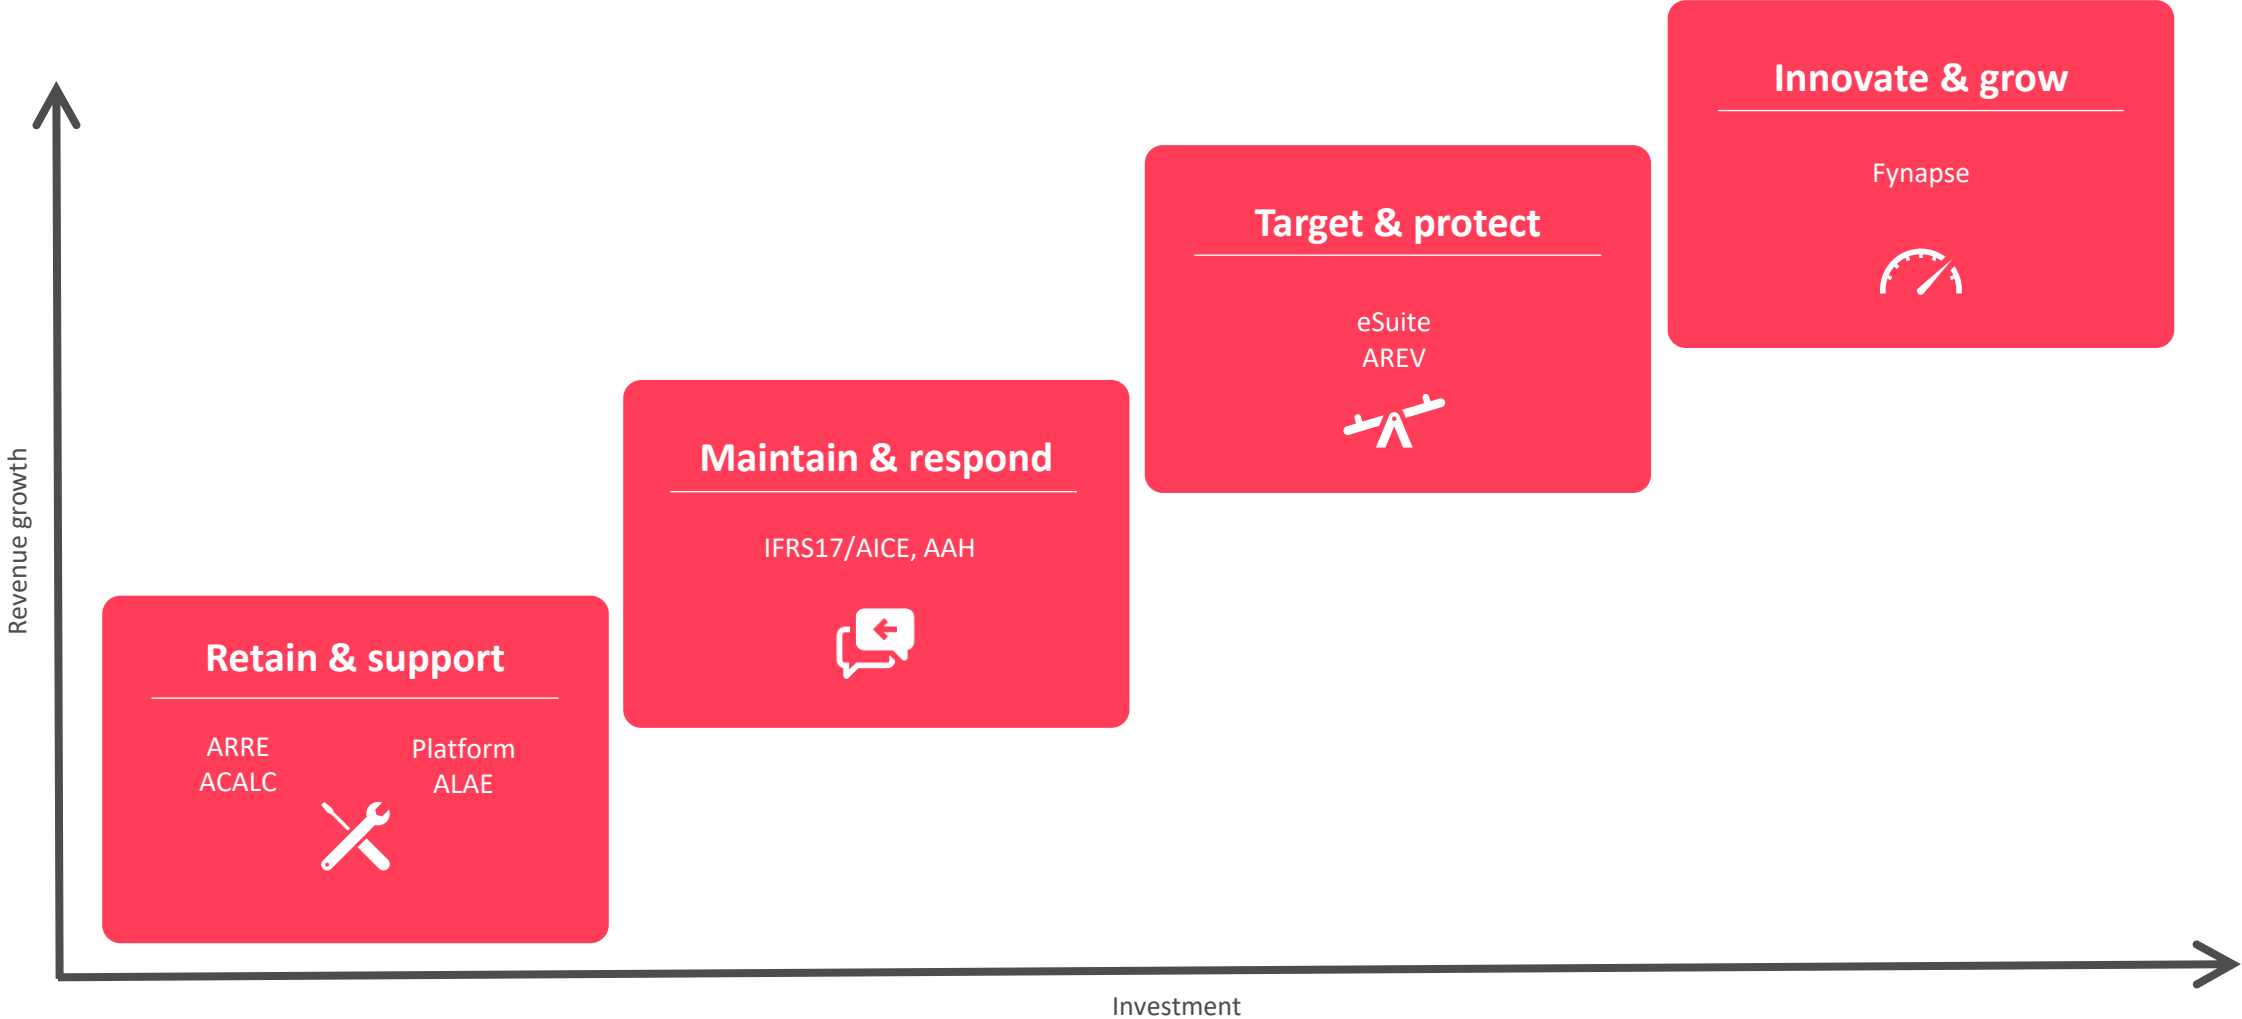 Innovate & grow
Fynapse
Target & protect
eSuite
AREV
Maintain & respond
IFRS17/AICE, AAH
Retain & support
ARRE
ACALC
Platform
ALAE
Revenue growth
Investment